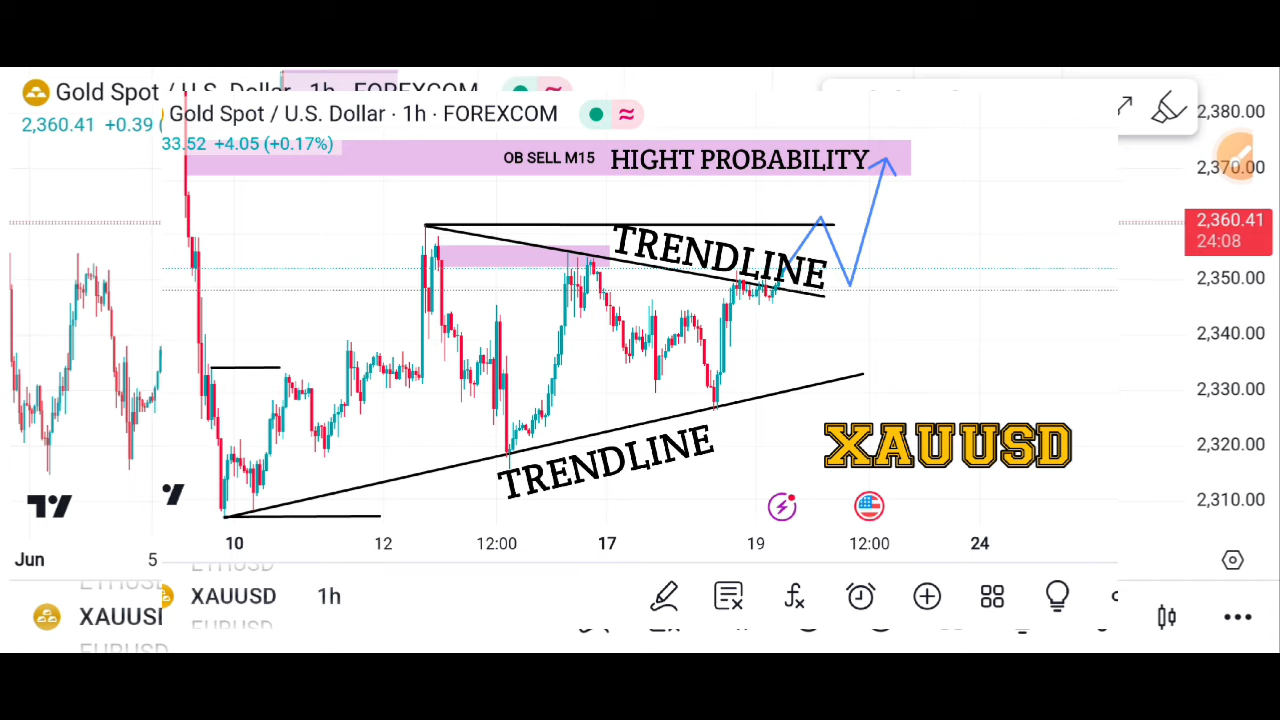 Gold Spot / U.S. Dollar · 1h · FOREXCOM
2,360.41 +0.39 (
Gold Spot / U.S. Dollar · 1h · FOREXCOM
33.52 +4.05 (+0.17%)
OB SELL M15 HIGHT PROBABILITY
TRENDLINE
TRENDLINE
XAUUSD
2,380.00
2,370.00
2,360.41
24:08
2,350.00
2,340.00
2,330.00
2,320.00
2,310.00
Jun 5 10 12 12:00 17 19 12:00 24
ETHUSD
XAUUSD
XAUUSD 1h
EURUSD
EURUSD